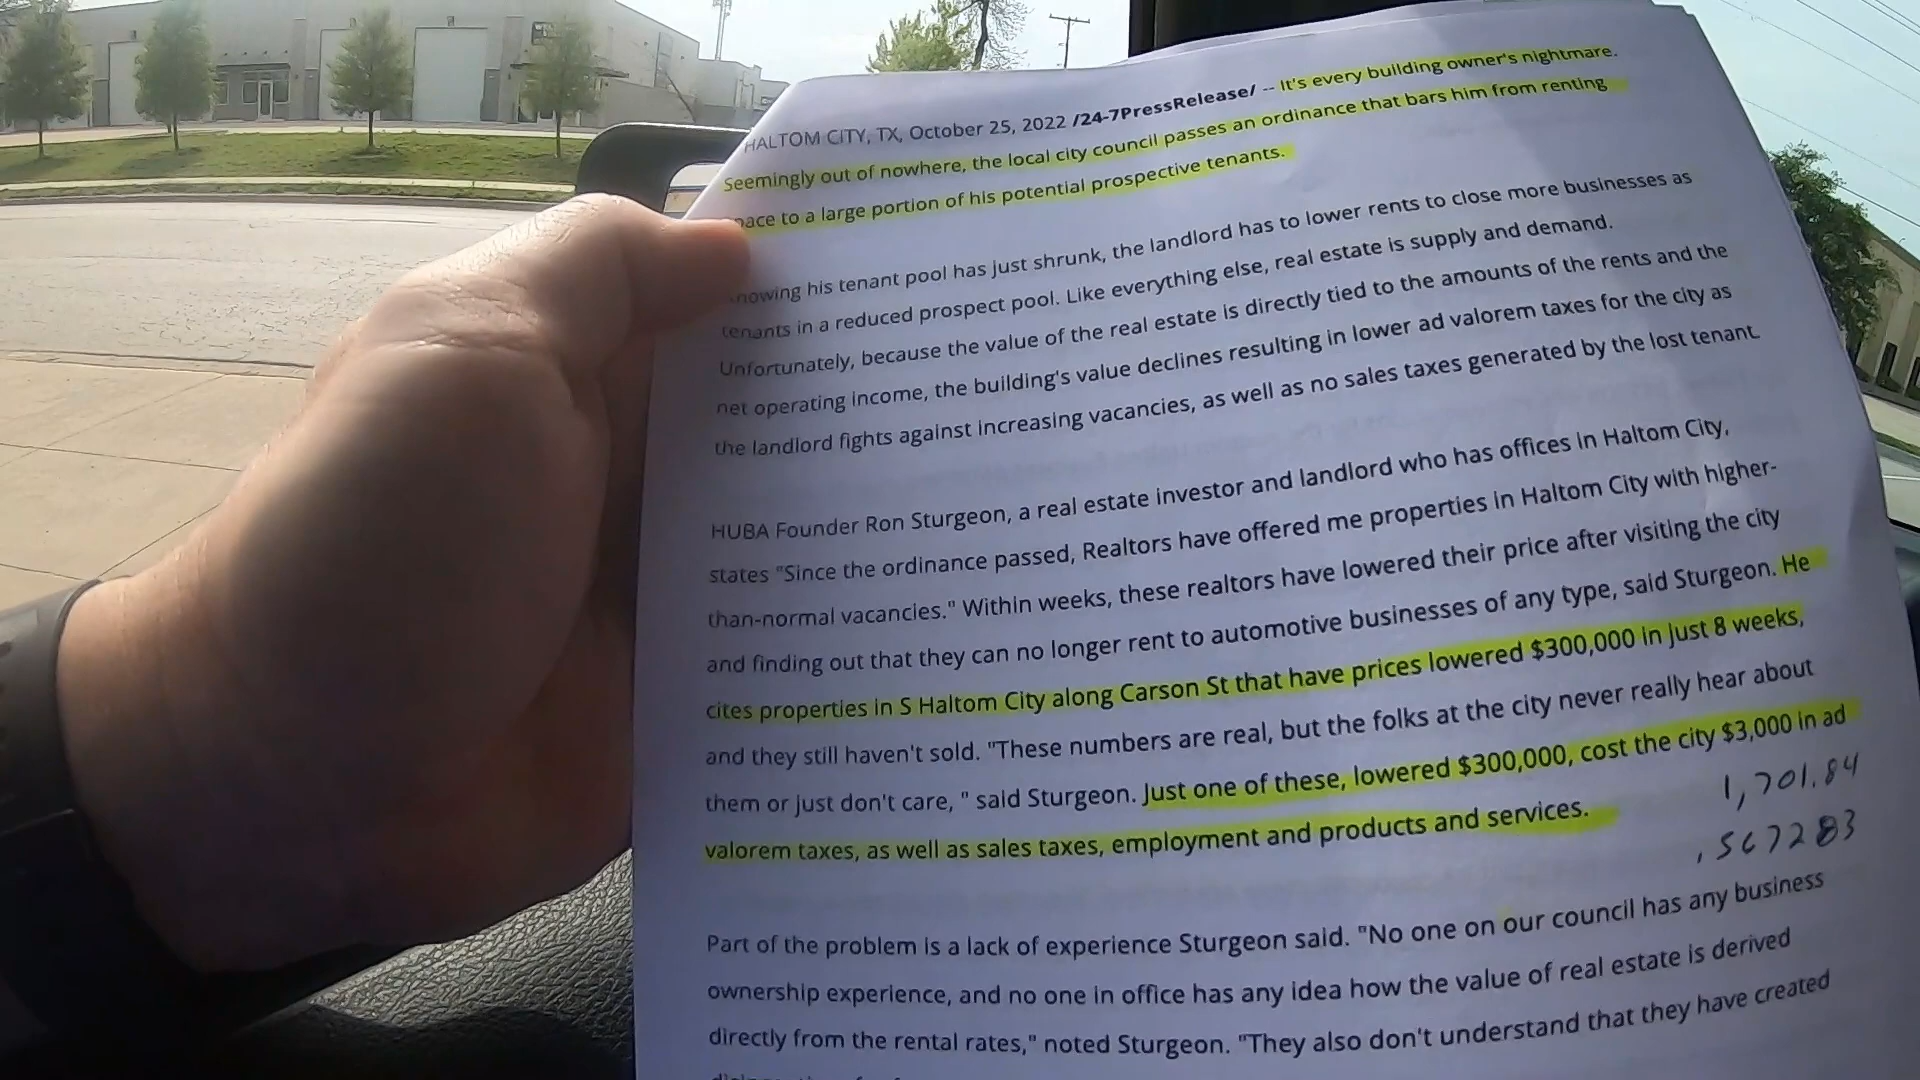 HALTOM CITY, TX, October 25, 2022 /24-7PressRelease/ -- It's every building owner's nightmare.
Seemingly out of nowhere, the local city council passes an ordinance that bars him from renting
pace to a large portion of his potential prospective tenants.
nowing his tenant pool has just shrunk, the landlord has to lower rents to close more businesses as
tenants in a reduced prospect pool. Like everything else, real estate is supply and demand.
Unfortunately, because the value of the real estate is directly tied to the amounts of the rents and the
net operating income, the building's value declines resulting in lower ad valorem taxes for the city as
the landlord fights against increasing vacancies, as well as no sales taxes generated by the lost tenant.
HUBA Founder Ron Sturgeon, a real estate investor and landlord who has offices in Haltom City,
states "Since the ordinance passed, Realtors have offered me properties in Haltom City with higher-
than-normal vacancies." Within weeks, these realtors have lowered their price after visiting the city
and finding out that they can no longer rent to automotive businesses of any type, said Sturgeon. He
cites properties in S Haltom City along Carson St that have prices lowered $300,000 in just 8 weeks,
and they still haven't sold. "These numbers are real, but the folks at the city never really hear about
them or just don't care, " said Sturgeon. Just one of these, lowered $300,000, cost the city $3,000 in ad
valorem taxes, as well as sales taxes, employment and products and services.
1,701.84
.567283
Part of the problem is a lack of experience Sturgeon said. "No one on our council has any business
ownership experience, and no one in office has any idea how the value of real estate is derived
directly from the rental rates," noted Sturgeon. "They also don't understand that they have created